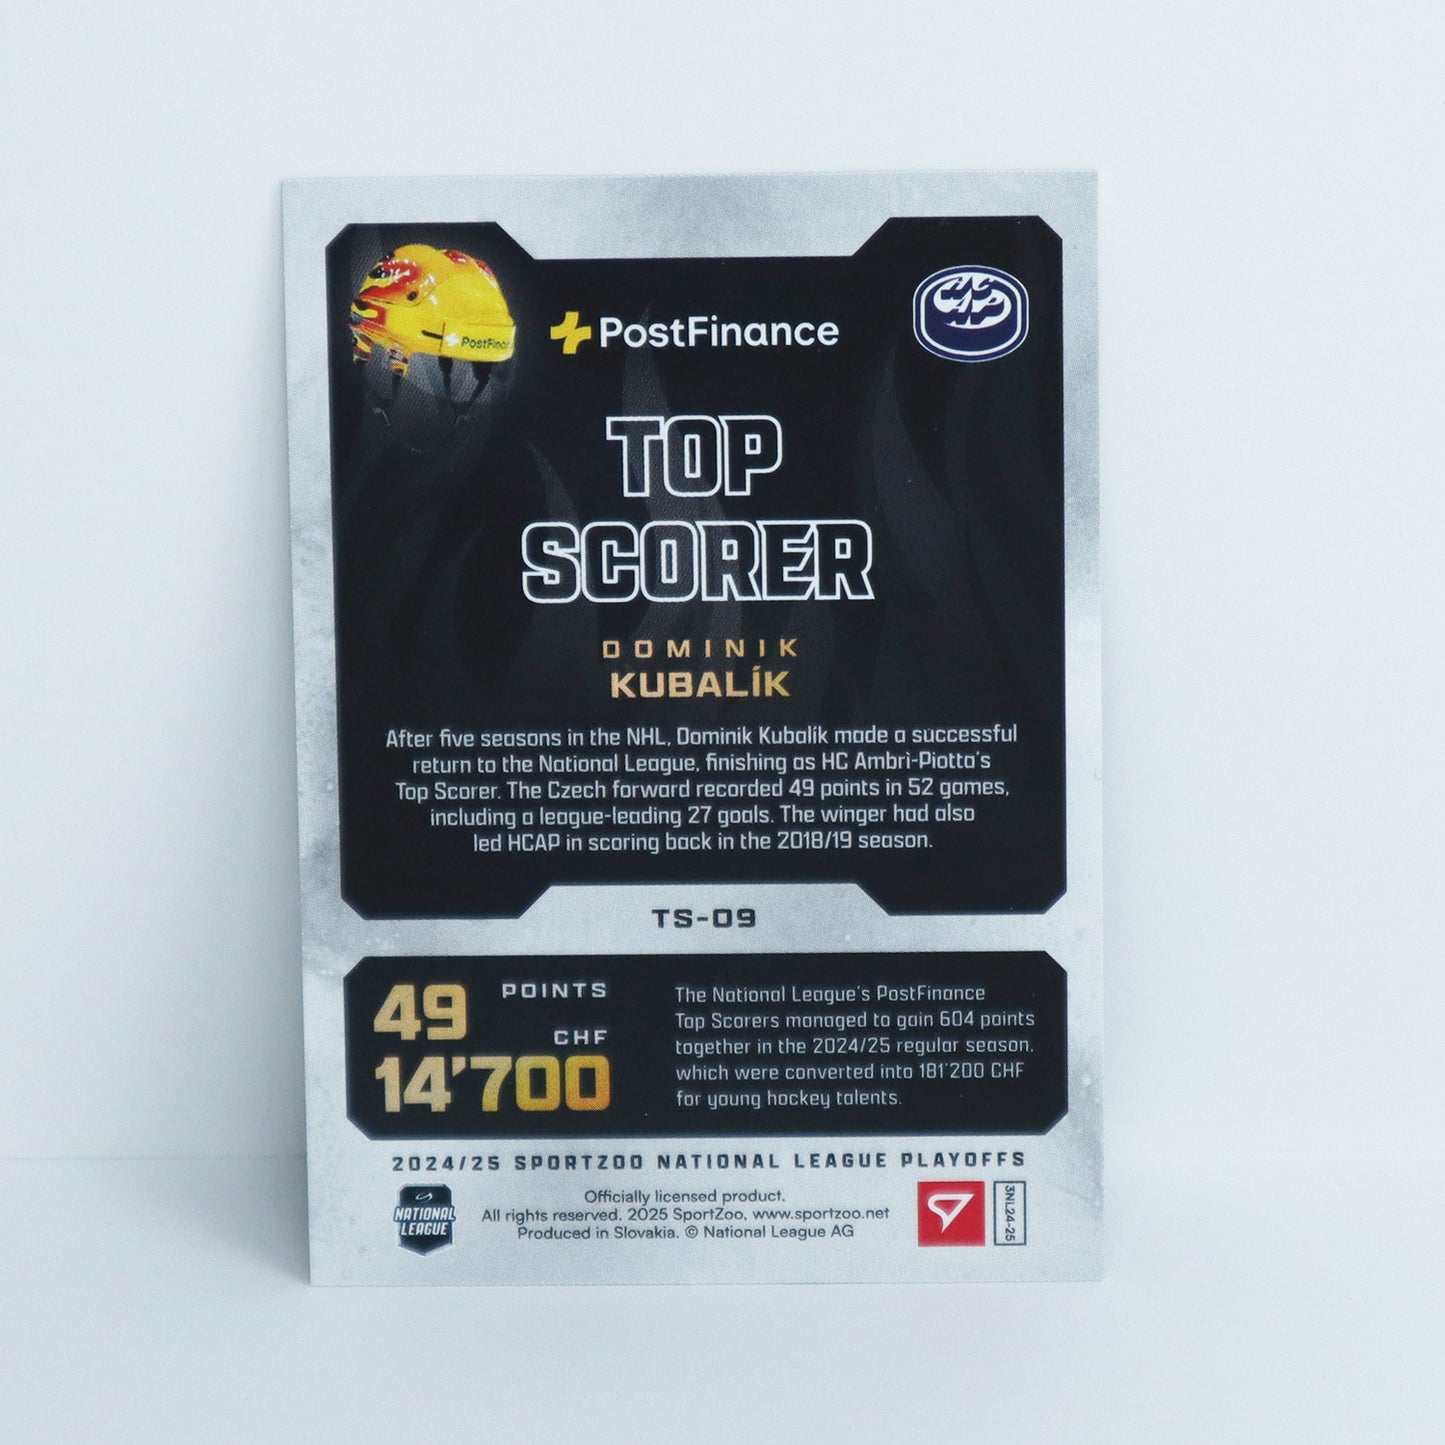 PostFinance
PostFinance
HC
AP
TOP
SCORER
DOMINIK
KUBALÍK
After five seasons in the NHL, Dominik Kubalík made a successful
return to the National League, finishing as HC Ambrì-Piotta's
Top Scorer. The Czech forward recorded 49 points in 52 games,
including a league-leading 27 goals. The winger had also
led HCAP in scoring back in the 2018/19 season.
TS-09
49 POINTS
CHF
14'700
The National League's PostFinance
Top Scorers managed to gain 604 points
together in the 2024/25 regular season,
which were converted into 181'200 CHF
for young hockey talents.
2024/25 SPORTZOO NATIONAL LEAGUE PLAYOFFS
NATIONAL
LEAGUE
Officially licensed product.
All rights reserved. 2025 SportZoo, www.sportzoo.net
Produced in Slovakia. © National League AG
3NL24-25